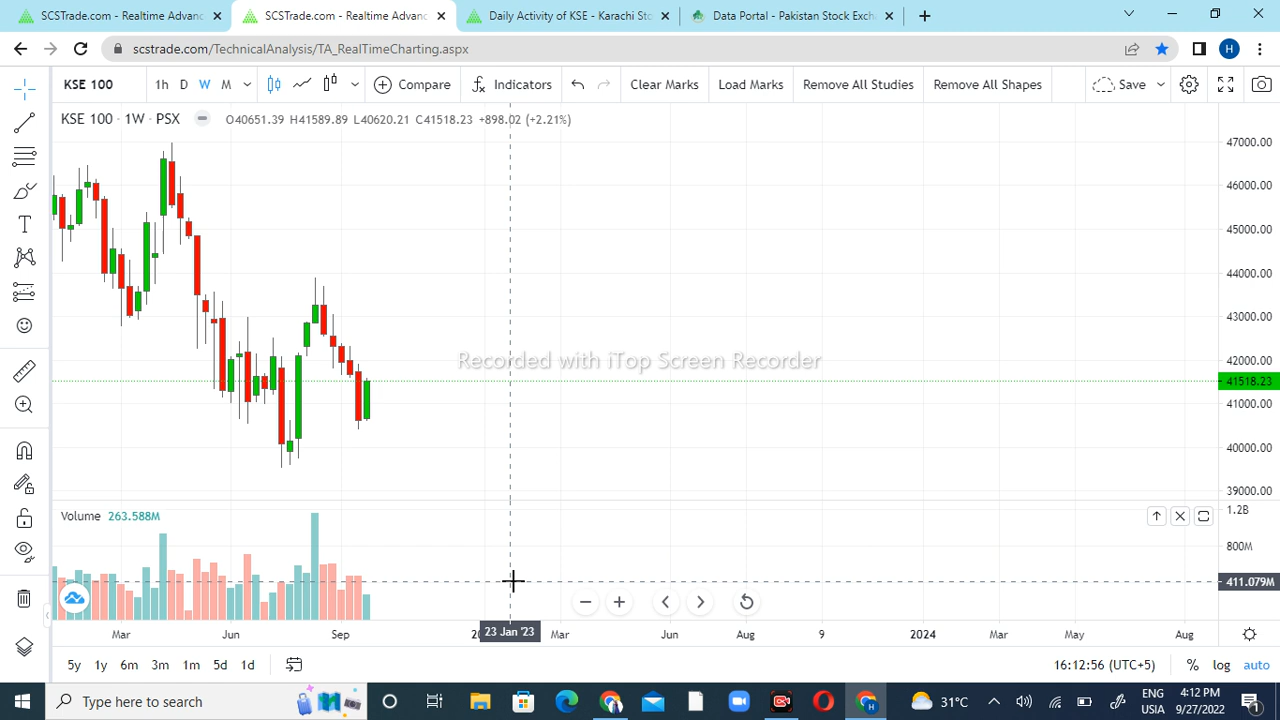 SCSTrade.com - Realtime Advanc
SCSTrade.com - Realtime Advanc
Daily Activity of KSE - Karachi Sto
Data Portal - Pakistan Stock Exch
scstrade.com/TechnicalAnalysis/TA_RealTimeCharting.aspx
H
KSE 100
1h D W M
Compare
Indicators
Clear Marks
Load Marks
Remove All Studies
Remove All Shapes
Save
KSE 100 · 1W · PSX
O40651.39 H41589.89 L40620.21 C41518.23 +898.02 (+2.21%)
47000.00
46000.00
45000.00
44000.00
43000.00
42000.00
41518.23
41000.00
40000.00
39000.00
Recorded with iTop Screen Recorder
Volume 263.588M
1.2B
800M
411.079M
Mar
Jun
Sep
23 Jan '23
Mar
Jun
Aug
9
2024
Mar
May
Aug
5y 1y 6m 3m 1m 5d 1d
16:12:56 (UTC+5)
% log auto
Type here to search
H
31°C
ENG
USA
4:12 PM
9/27/2022
1